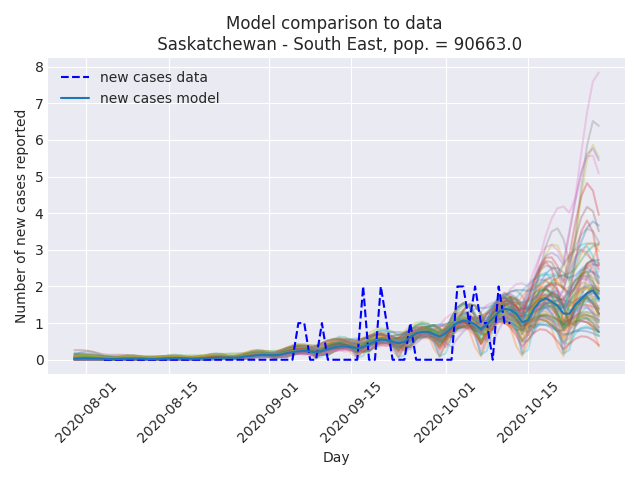 Model comparison to data
Saskatchewan - South East, pop. = 90663.0
8
7
6
5
4
3
2
1
0
Number of new cases reported
new cases data
new cases model
2020-08-01
2020-08-15
2020-09-01
2020-09-15
2020-10-01
2020-10-15
Day